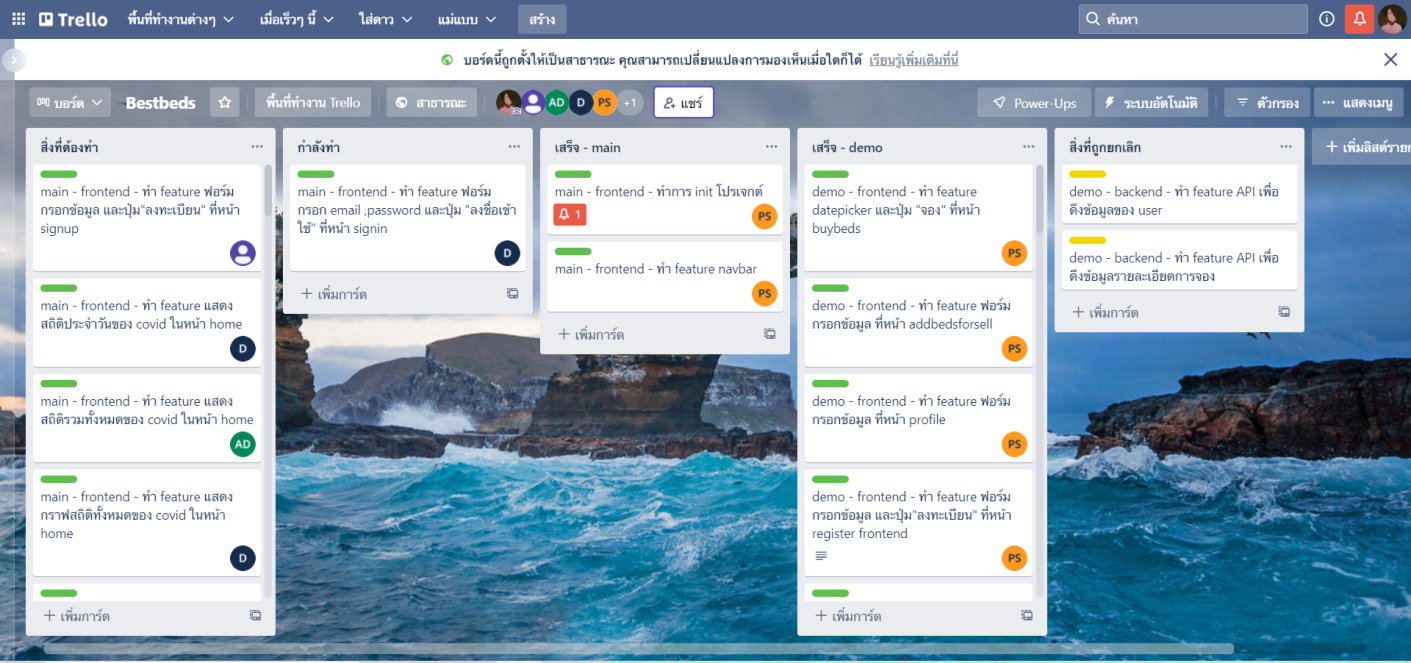 Trello
พื้นที่ทำงานต่างๆ
เมื่อเร็วๆ นี้
ใส่ดาว
แม่แบบ
สร้าง
ค้นหา
บอร์ดนี้ถูกตั้งให้เป็นสาธารณะ คุณสามารถเปลี่ยนแปลงการมองเห็นเมื่อใดก็ได้ เรียนรู้เพิ่มเติมที่นี่
บอร์ด
Bestbeds
พื้นที่ทำงาน Trello
สาธารณะ
AD
D
PS
+1
แชร์
Power-Ups
ระบบอัตโนมัติ
ตัวกรอง
แสดงเมนู
สิ่งที่ต้องทำ
main - frontend - ทำ feature ฟอร์ม
กรอกข้อมูล และปุ่ม"ลงทะเบียน" ที่หน้า
signup
main - frontend - ทำ feature แสดง
สถิติประจำวันของ covid ในหน้า home
D
main - frontend - ทำ feature แสดง
สถิติรวมทั้งหมดของ covid ในหน้า home
AD
main - frontend - ทำ feature แสดง
กราฟสถิติทั้งหมดของ covid ในหน้า
home
D
เพิ่มการ์ด
กำลังทำ
main - frontend - ทำ feature ฟอร์ม
กรอก email ,password และปุ่ม "ลงชื่อเข้า
ใช้" ที่หน้า signin
D
เพิ่มการ์ด
เสร็จ - main
main - frontend - ทำการ init โปรเจกต์
1
PS
main - frontend - ทำ feature navbar
PS
เพิ่มการ์ด
เสร็จ - demo
demo - frontend - ทำ feature
datepicker และปุ่ม "จอง" ที่หน้า
buybeds
PS
demo - frontend - ทำ feature ฟอร์ม
กรอกข้อมูล ที่หน้า addbedsforsell
PS
demo - frontend - ทำ feature ฟอร์ม
กรอกข้อมูล ที่หน้า profile
PS
demo - frontend - ทำ feature ฟอร์ม
กรอกข้อมูล และปุ่ม"ลงทะเบียน" ที่หน้า
register frontend
PS
เพิ่มการ์ด
สิ่งที่ถูกยกเลิก
demo - backend - ทำ feature API เพื่อ
ดึงข้อมูลของ user
demo - backend - ทำ feature API เพื่อ
ดึงข้อมูลรายละเอียดการจอง
เพิ่มการ์ด
เพิ่มลิสต์ราย